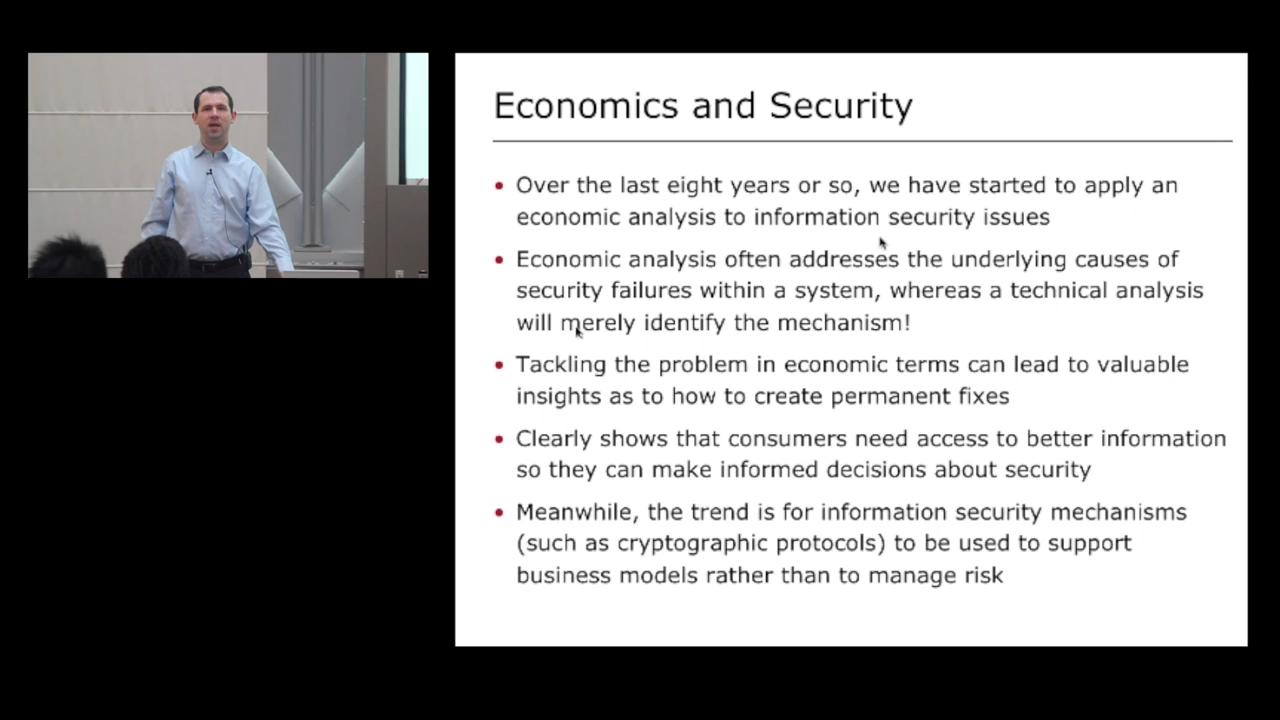 Economics and Security
• Over the last eight years or so, we have started to apply an
economic analysis to information security issues
• Economic analysis often addresses the underlying causes of
security failures within a system, whereas a technical analysis
will merely identify the mechanism!
• Tackling the problem in economic terms can lead to valuable
insights as to how to create permanent fixes
• Clearly shows that consumers need access to better information
so they can make informed decisions about security
• Meanwhile, the trend is for information security mechanisms
(such as cryptographic protocols) to be used to support
business models rather than to manage risk